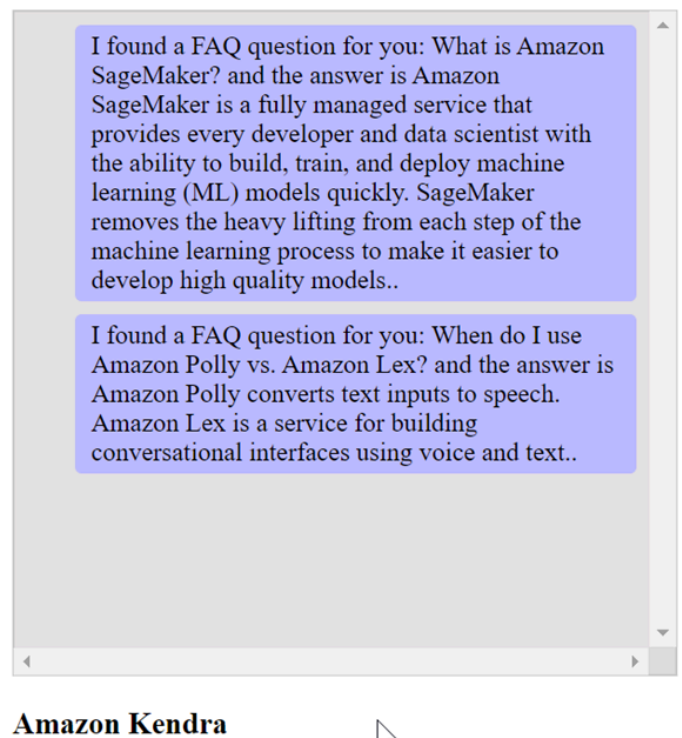 I found a FAQ question for you: What is Amazon
SageMaker? and the answer is Amazon
SageMaker is a fully managed service that
provides every developer and data scientist with
the ability to build, train, and deploy machine
learning (ML) models quickly. SageMaker
removes the heavy lifting from each step of the
machine learning process to make it easier to
develop high quality models..
I found a FAQ question for you: When do I use
Amazon Polly vs. Amazon Lex? and the answer is
Amazon Polly converts text inputs to speech.
Amazon Lex is a service for building
conversational interfaces using voice and text..
Amazon Kendra